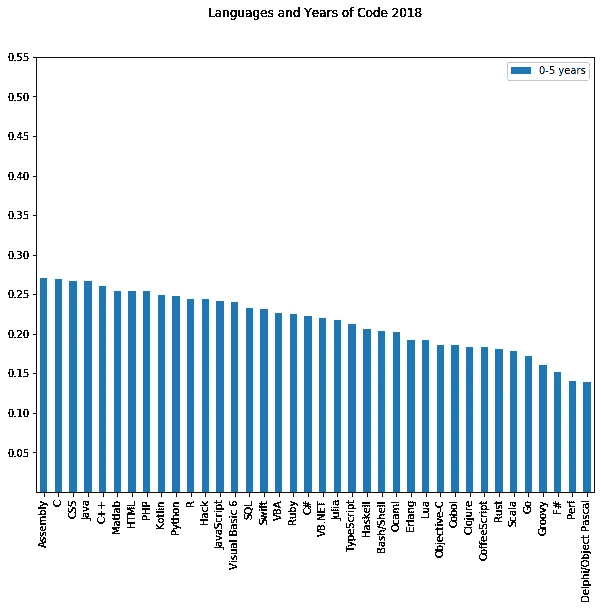 Languages and Years of Code 2018
0-5 years
0.55
0.50
0.45
0.40
0.35
0.30
0.25
0.20
0.15
0.10
0.05
Assembly
C
CSS
Java
C++
Matlab
HTML
PHP
Kotlin
Python
R
Hack
JavaScript
Visual Basic 6
SQL
Swift
VBA
Ruby
C#
VB.NET
Julia
TypeScript
Haskell
Bash/Shell
Ocaml
Erlang
Lua
Objective-C
Cobol
Clojure
CoffeeScript
Rust
Scala
Go
Groovy
F#
Perl
Delphi/Object Pascal